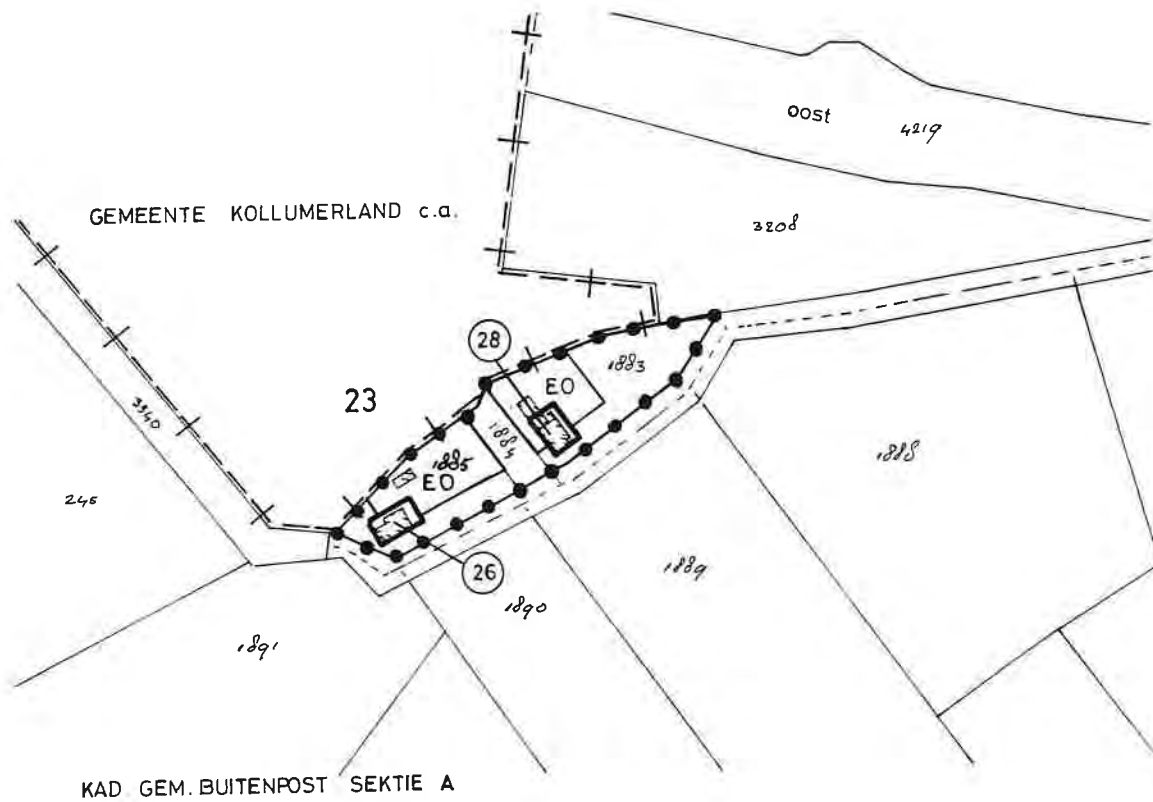 oost 4219
GEMEENTE KOLLUMERLAND c.a.
3208
28
1883
EO
23
3340
1884
1885
EO
1888
245
26
1889
1890
1891
KAD GEM. BUITENPOST SEKTIE A